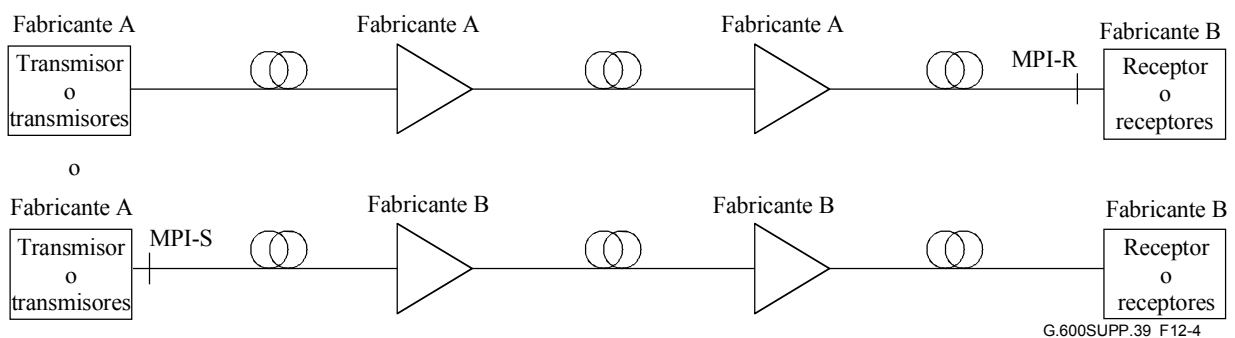 Fabricante A
Fabricante A
Fabricante A
Fabricante B
Transmisor
o
transmisores
MPI-R
Receptor
o
receptores
o
Fabricante A
Fabricante B
Fabricante B
Fabricante B
Transmisor
o
transmisores
MPI-S
Receptor
o
receptores
G.600SUPP.39 F12-4